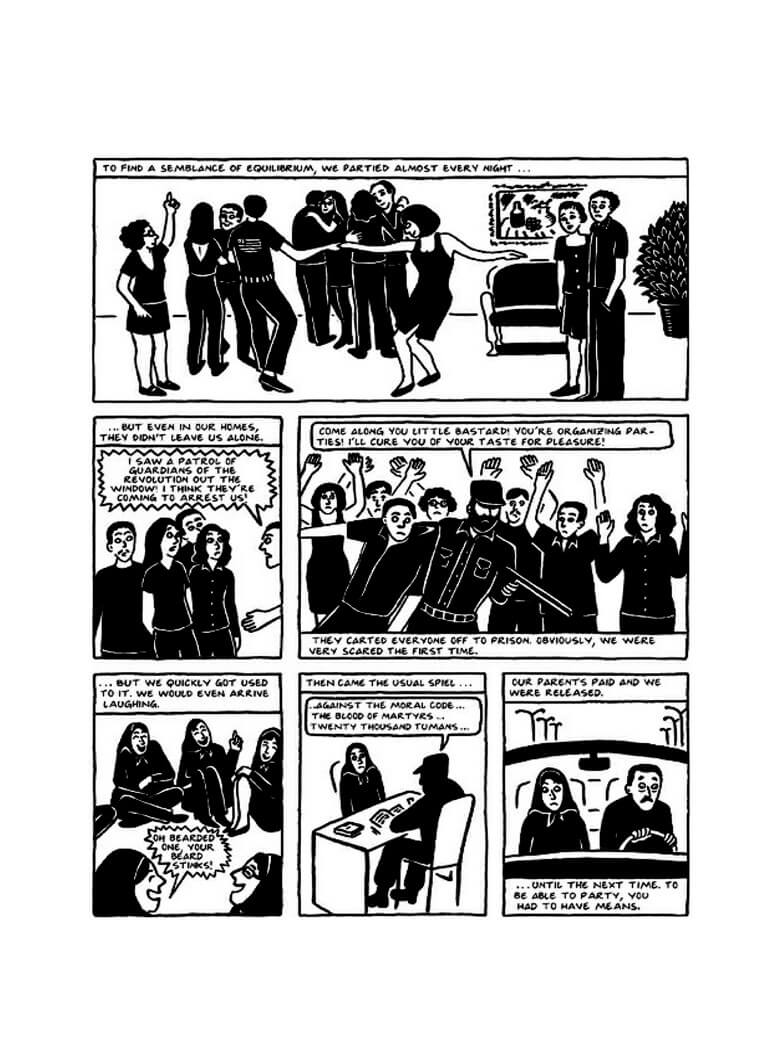 TO FIND A SEMBLANCE OF EQUILIBRIUM, WE PARTIED ALMOST EVERY NIGHT ...
... BUT EVEN IN OUR HOMES,
THEY DIDN'T LEAVE US ALONE.
I SAW A PATROL OF
GUARDIANS OF THE
REVOLUTION OUT THE
WINDOW! I THINK THEY'RE
COMING TO ARREST US!
COME ALONG YOU LITTLE BASTARD! YOU'RE ORGANIZING PAR-
TIES! I'LL CURE YOU OF YOUR TASTE FOR PLEASURE!
THEY CARTED EVERYONE OFF TO PRISON. OBVIOUSLY, WE WERE
VERY SCARED THE FIRST TIME.
... BUT WE QUICKLY GOT USED
TO IT. WE WOULD EVEN ARRIVE
LAUGHING.
OH BEARDED
ONE, YOUR
BEARD
STINKS!
THEN CAME THE USUAL SPIEL ...
...AGAINST THE MORAL CODE...
THE BLOOD OF MARTYRS...
TWENTY THOUSAND TUMANS...
OUR PARENTS PAID AND WE
WERE RELEASED.
...UNTIL THE NEXT TIME. TO
BE ABLE TO PARTY, YOU
HAD TO HAVE MEANS.